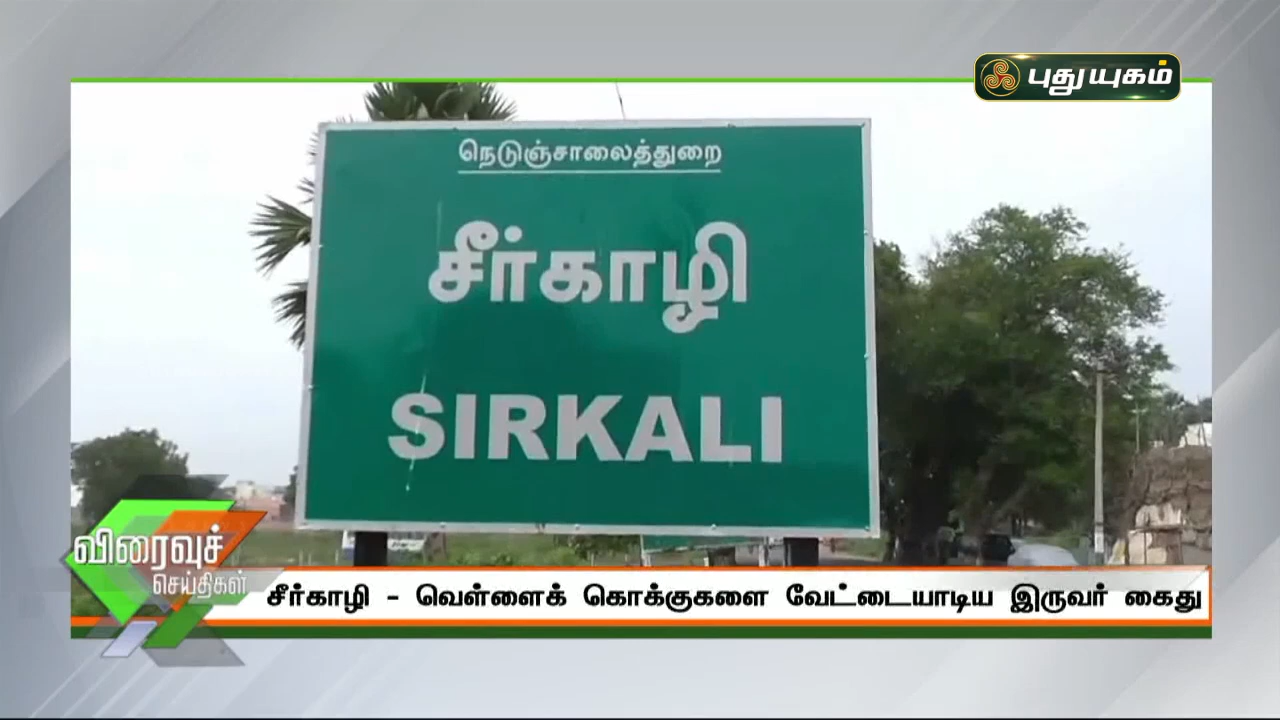 புதுயுகம்
நெடுஞ்சாலைத்துறை
சீர்காழி
SIRKALI
விரைவுச்
செய்திகள்
சீர்காழி - வெள்ளைக் கொக்குகளை வேட்டையாடிய இருவர் கைது